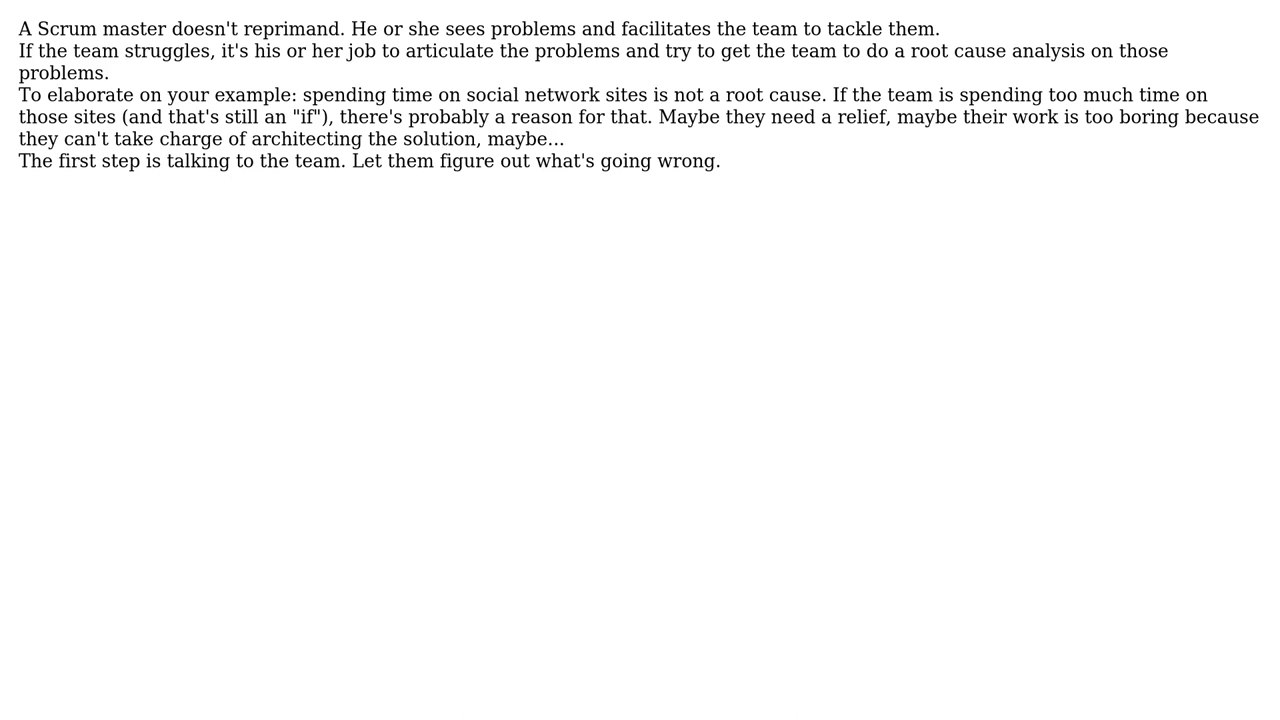 A Scrum master doesn't reprimand. He or she sees problems and facilitates the team to tackle them.
If the team struggles, it's his or her job to articulate the problems and try to get the team to do a root cause analysis on those
problems.
To elaborate on your example: spending time on social network sites is not a root cause. If the team is spending too much time on
those sites (and that's still an "if"), there's probably a reason for that. Maybe they need a relief, maybe their work is too boring because
they can't take charge of architecting the solution, maybe...
The first step is talking to the team. Let them figure out what's going wrong.